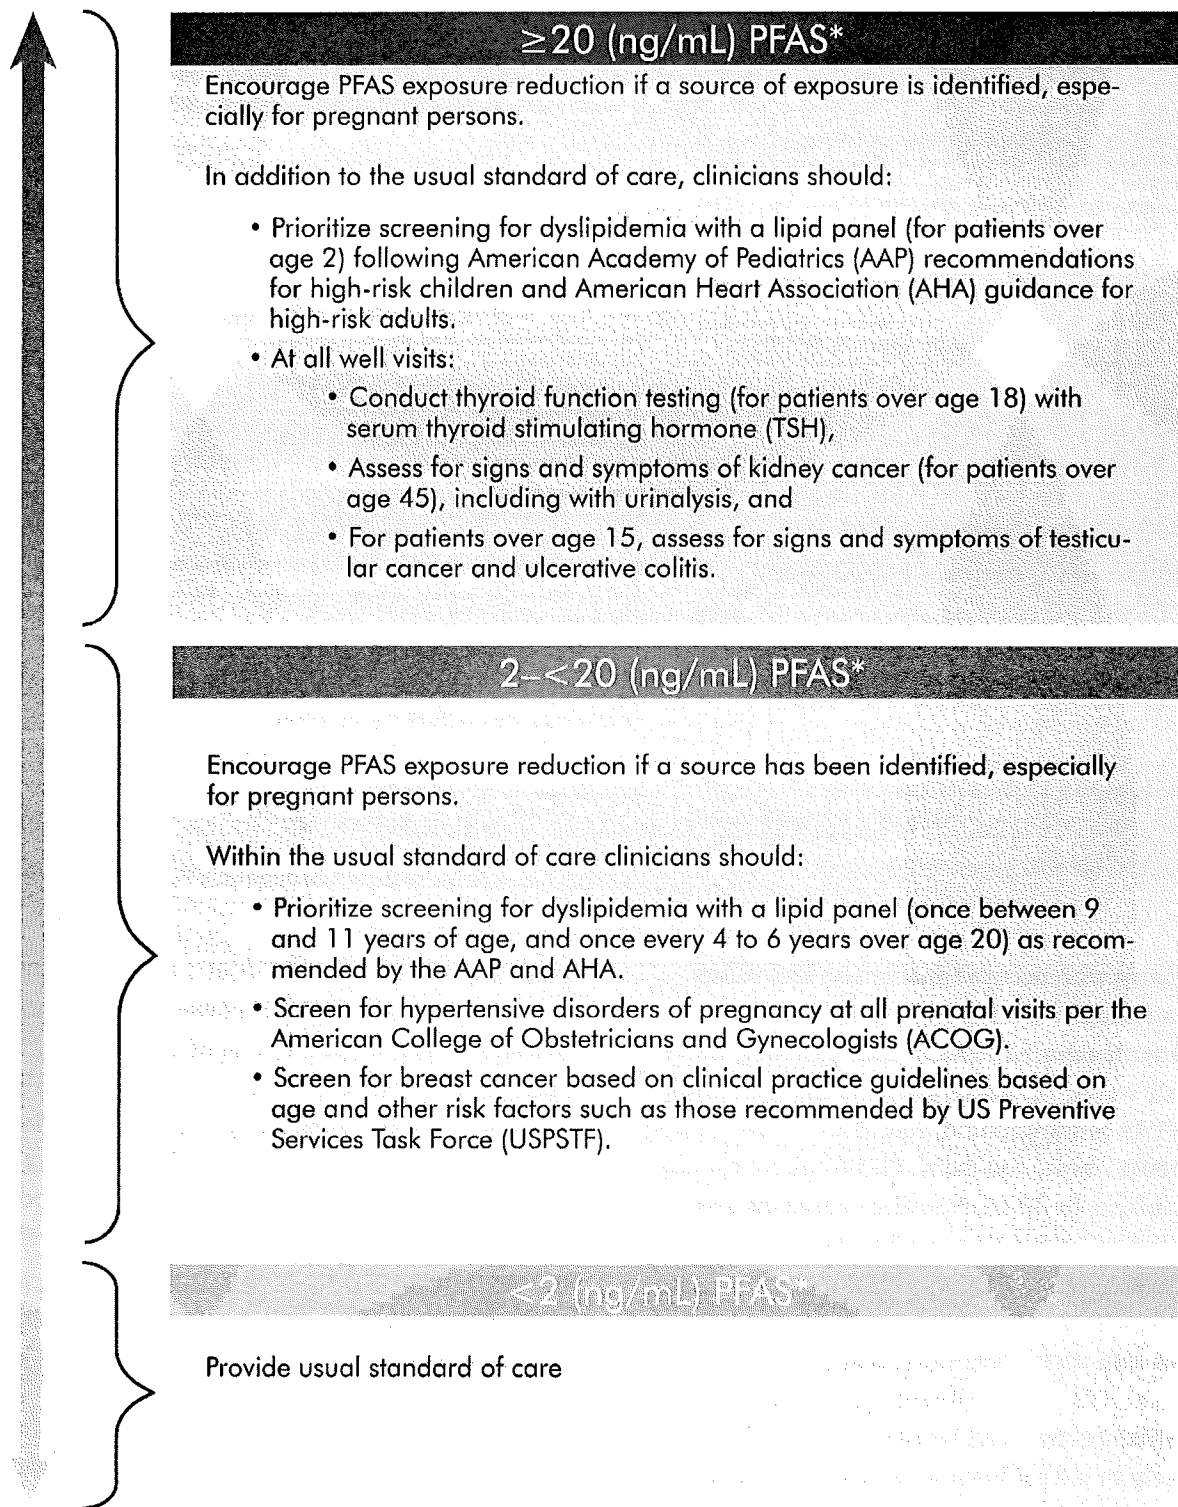 ≥20 (ng/mL) PFAS*
Encourage PFAS exposure reduction if a source of exposure is identified, espe-
cially for pregnant persons.
In addition to the usual standard of care, clinicians should:
• Prioritize screening for dyslipidemia with a lipid panel (for patients over
age 2) following American Academy of Pediatrics (AAP) recommendations
for high-risk children and American Heart Association (AHA) guidance for
high-risk adults.
• At all well visits:
• Conduct thyroid function testing (for patients over age 18) with
serum thyroid stimulating hormone (TSH),
• Assess for signs and symptoms of kidney cancer (for patients over
age 45), including with urinalysis, and
• For patients over age 15, assess for signs and symptoms of testicu-
lar cancer and ulcerative colitis.
2–<20 (ng/mL) PFAS*
Encourage PFAS exposure reduction if a source has been identified, especially
for pregnant persons.
Within the usual standard of care clinicians should:
• Prioritize screening for dyslipidemia with a lipid panel (once between 9
and 11 years of age, and once every 4 to 6 years over age 20) as recom-
mended by the AAP and AHA.
• Screen for hypertensive disorders of pregnancy at all prenatal visits per the
American College of Obstetricians and Gynecologists (ACOG).
• Screen for breast cancer based on clinical practice guidelines based on
age and other risk factors such as those recommended by US Preventive
Services Task Force (USPSTF).
<2 (ng/mL) PFAS*
Provide usual standard of care